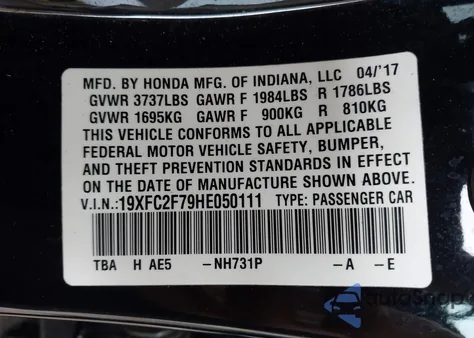 MFD. BY HONDA MFG. OF INDIANA, LLC 04/'17
GVWR 3737LBS GAWR F 1984LBS R 1786LBS
GVWR 1695KG GAWR F 900KG R 810KG
THIS VEHICLE CONFORMS TO ALL APPLICABLE
FEDERAL MOTOR VEHICLE SAFETY, BUMPER,
AND THEFT PREVENTION STANDARDS IN EFFECT
ON THE DATE OF MANUFACTURE SHOWN ABOVE.
V.I.N.:19XFC2F79HE050111 TYPE: PASSENGER CAR
TBA H AE5 -NH731P -A -E
AutoSnap